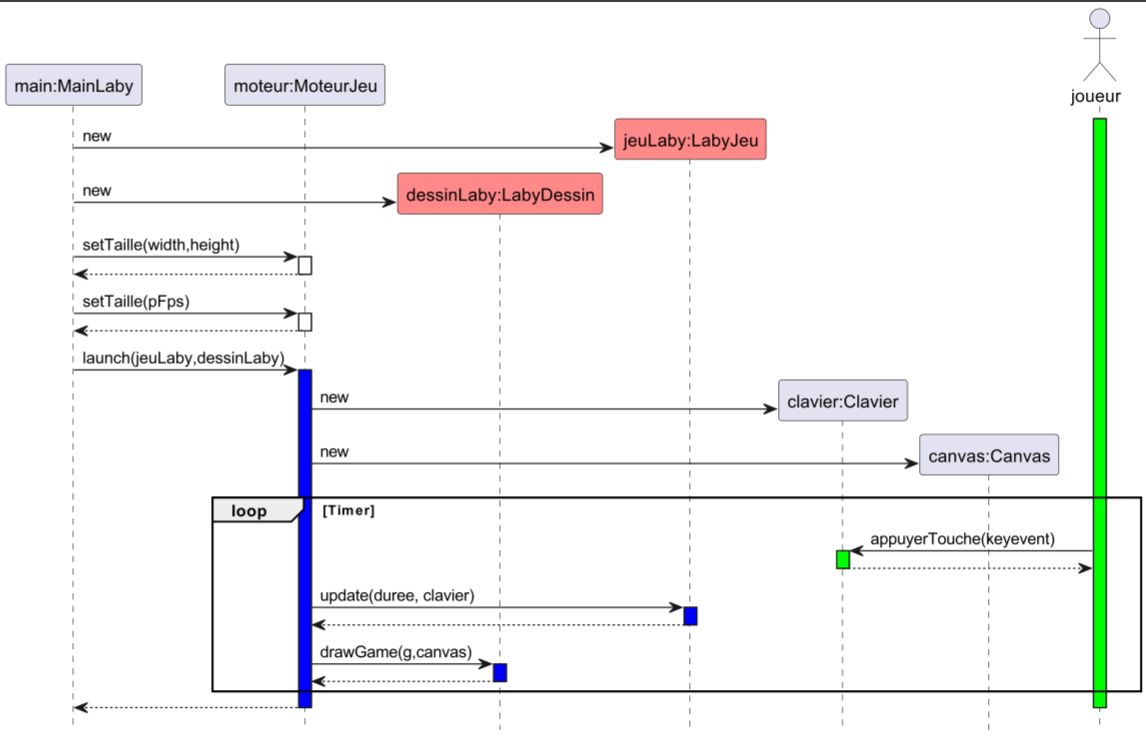 joueur
main:MainLaby
moteur:MoteurJeu
new
jeuLaby:LabyJeu
new
dessinLaby:LabyDessin
setTaille(width,height)
setTaille(pFps)
launch(jeuLaby,dessinLaby)
new
clavier:Clavier
new
canvas:Canvas
loop
[Timer]
appuyerTouche(keyevent)
update(duree, clavier)
drawGame(g,canvas)